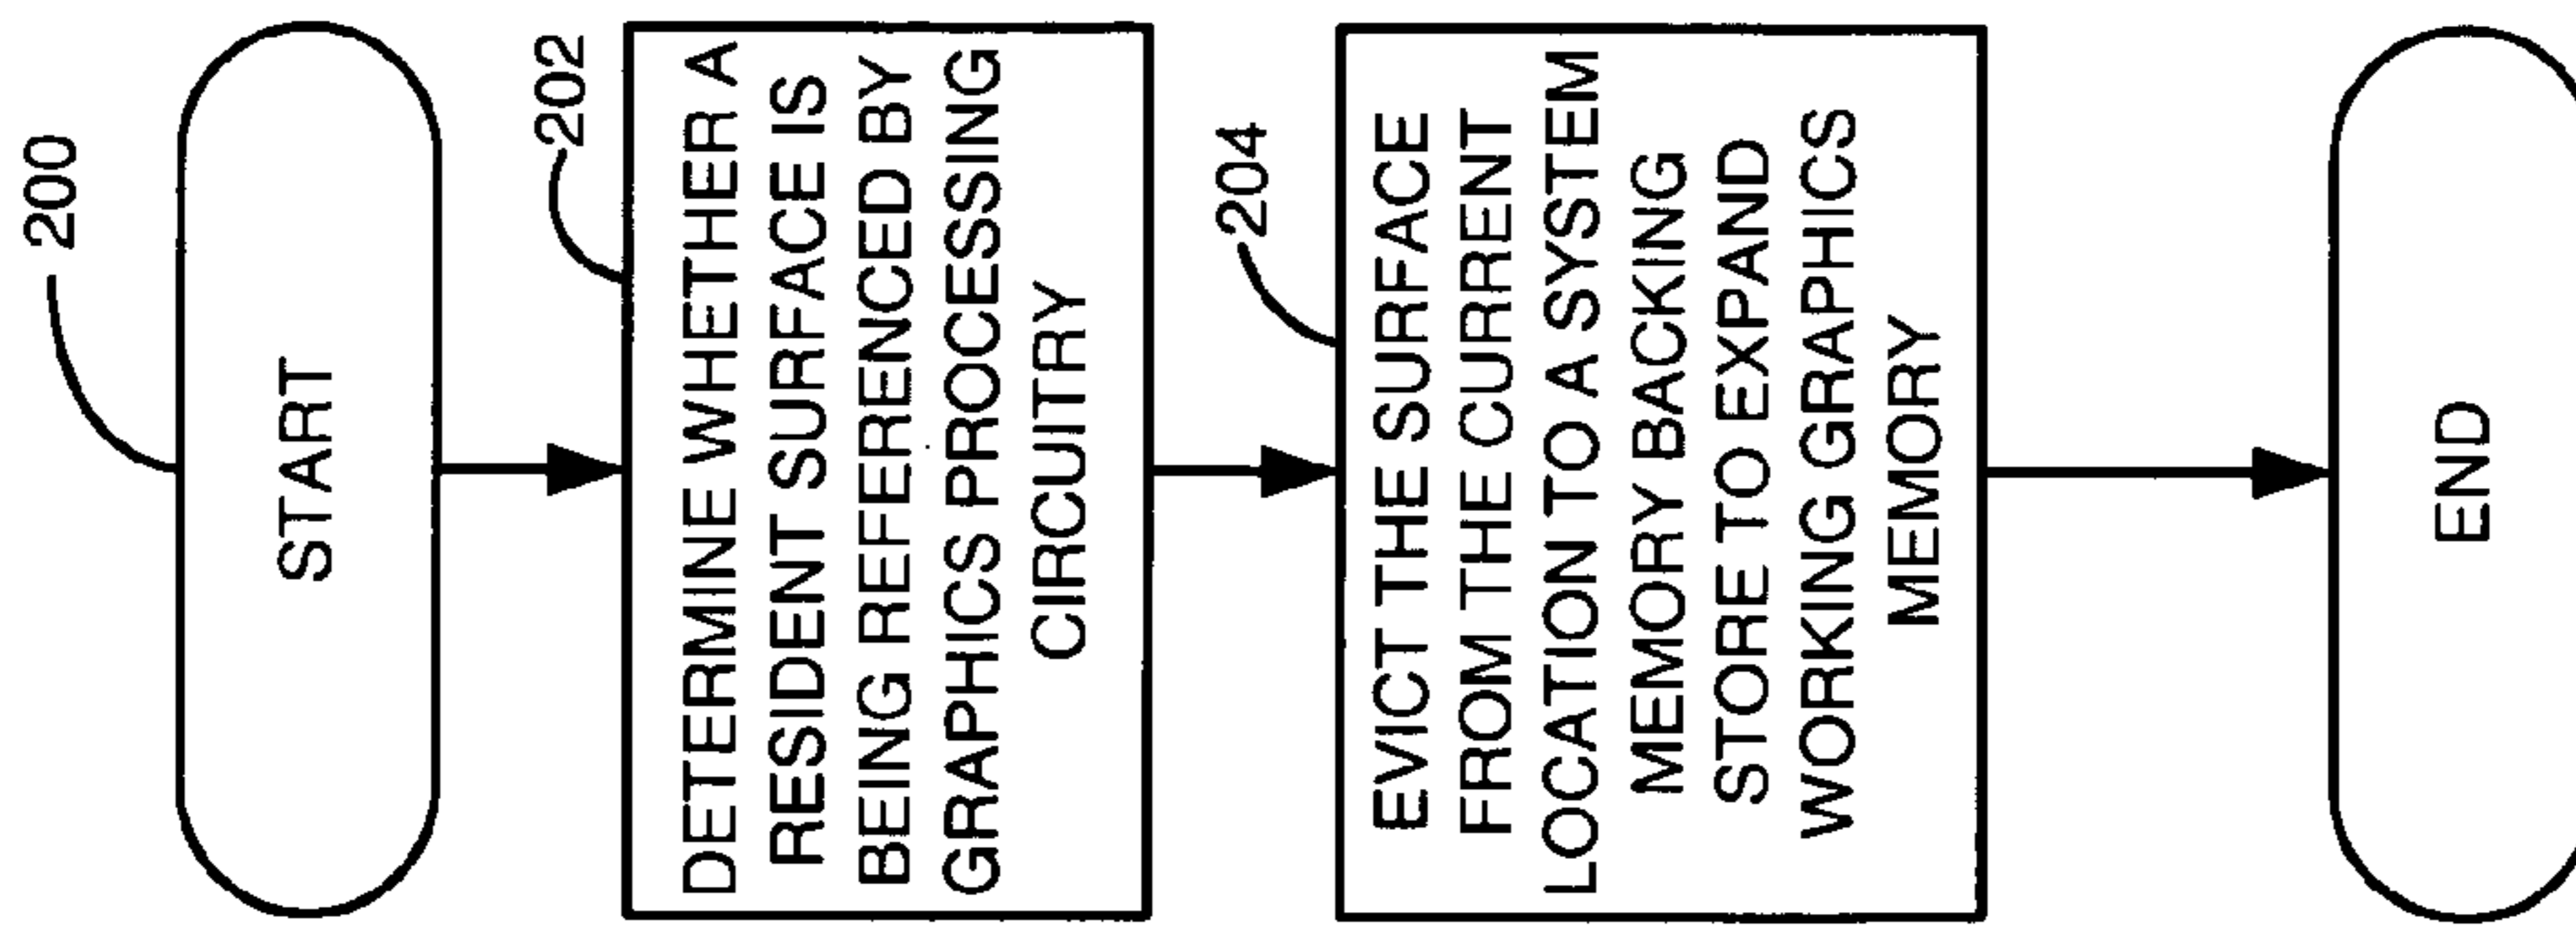 200
START
202
DETERMINE WHETHER A
RESIDENT SURFACE IS
BEING REFERENCED BY
GRAPHICS PROCESSING
CIRCUITRY
204
EVICT THE SURFACE
FROM THE CURRENT
LOCATION TO A SYSTEM
MEMORY BACKING
STORE TO EXPAND
WORKING GRAPHICS
MEMORY
END